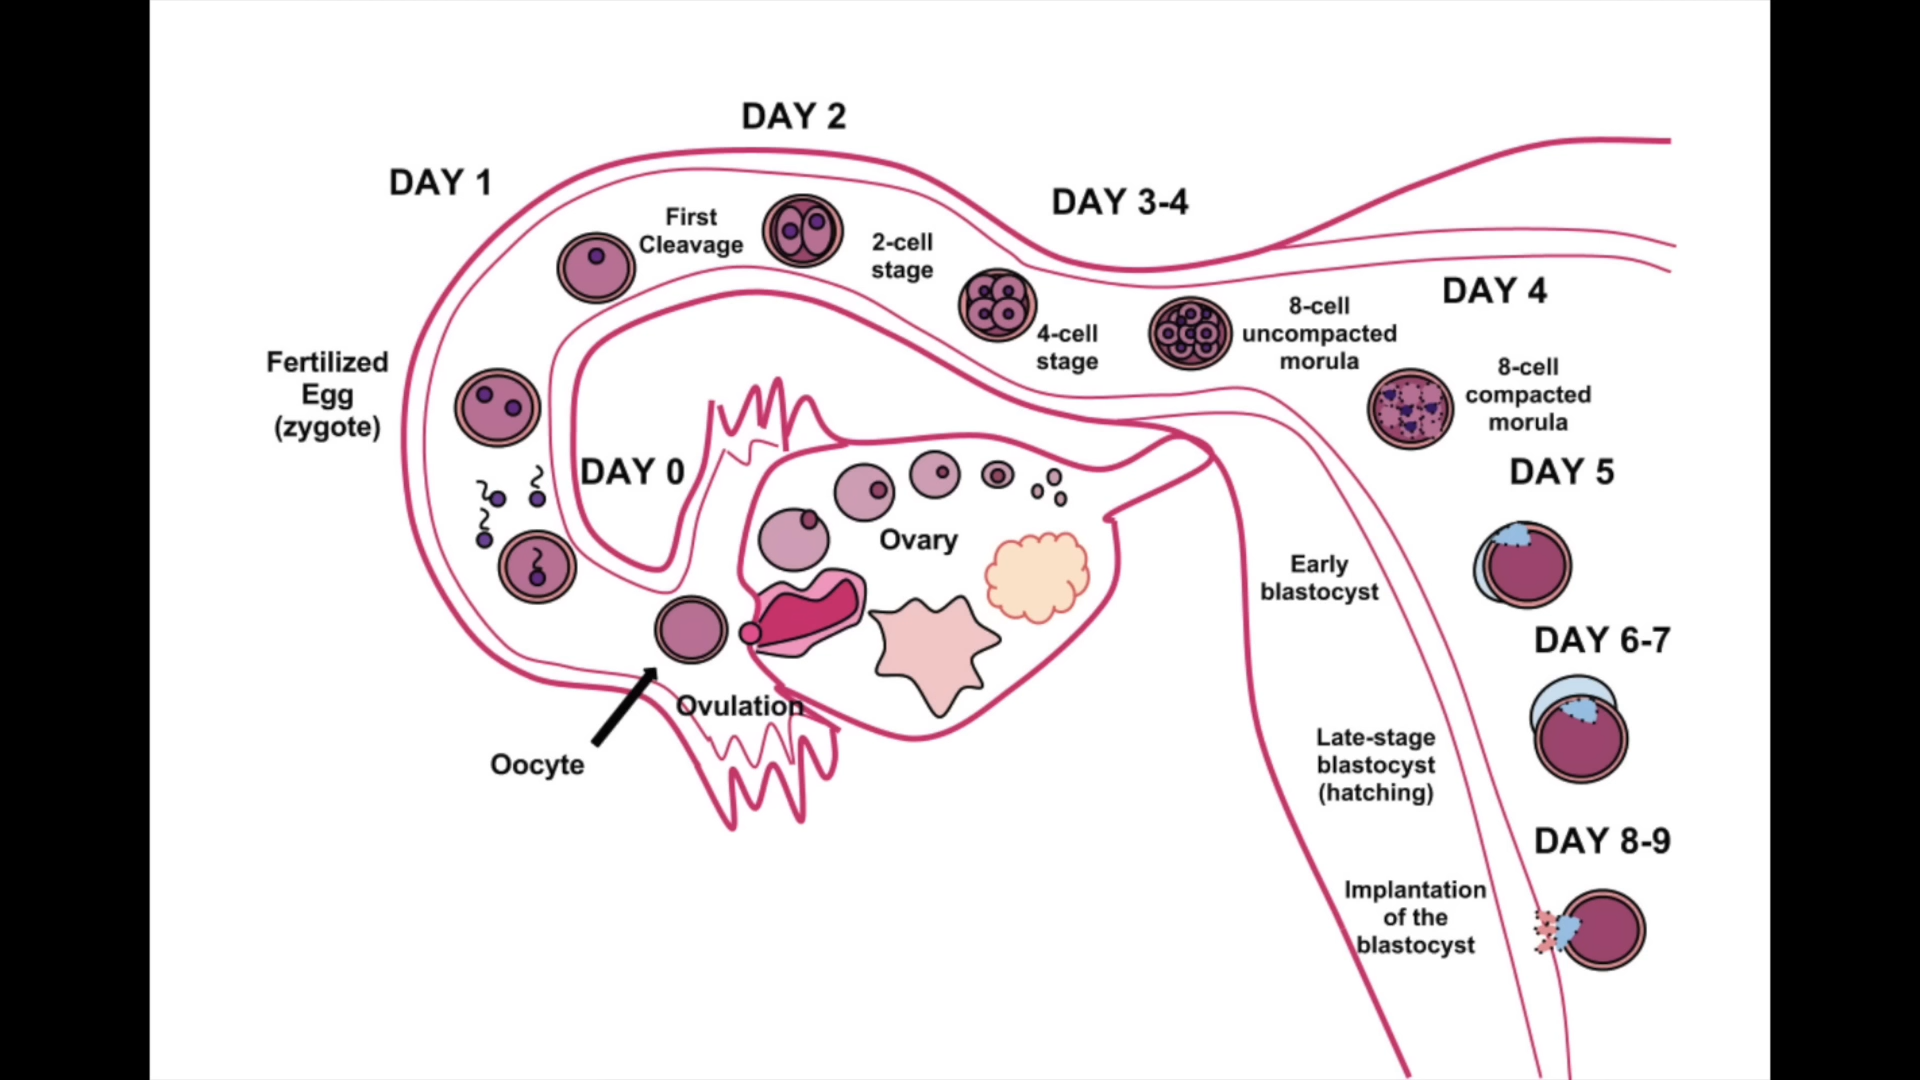 DAY 2
DAY 1
DAY 3-4
First
Cleavage
2-cell
stage
DAY 4
8-cell
uncompacted
morula
4-cell
stage
Fertilized
Egg
(zygote)
8-cell
compacted
morula
DAY 0
DAY 5
Ovary
Early
blastocyst
DAY 6-7
Ovulation
Oocyte
Late-stage
blastocyst
(hatching)
DAY 8-9
Implantation
of the
blastocyst